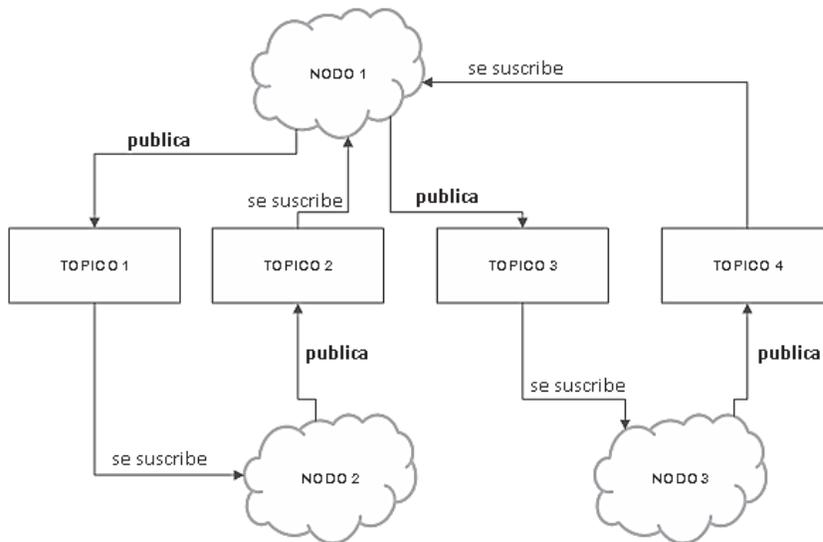 NODO 1
se suscribe
publica
se suscribe
publica
TOPICO 1
TOPICO 2
TOPICO 3
TOPICO 4
publica
publica
se suscribe
se suscribe
NODO 2
NODO 3